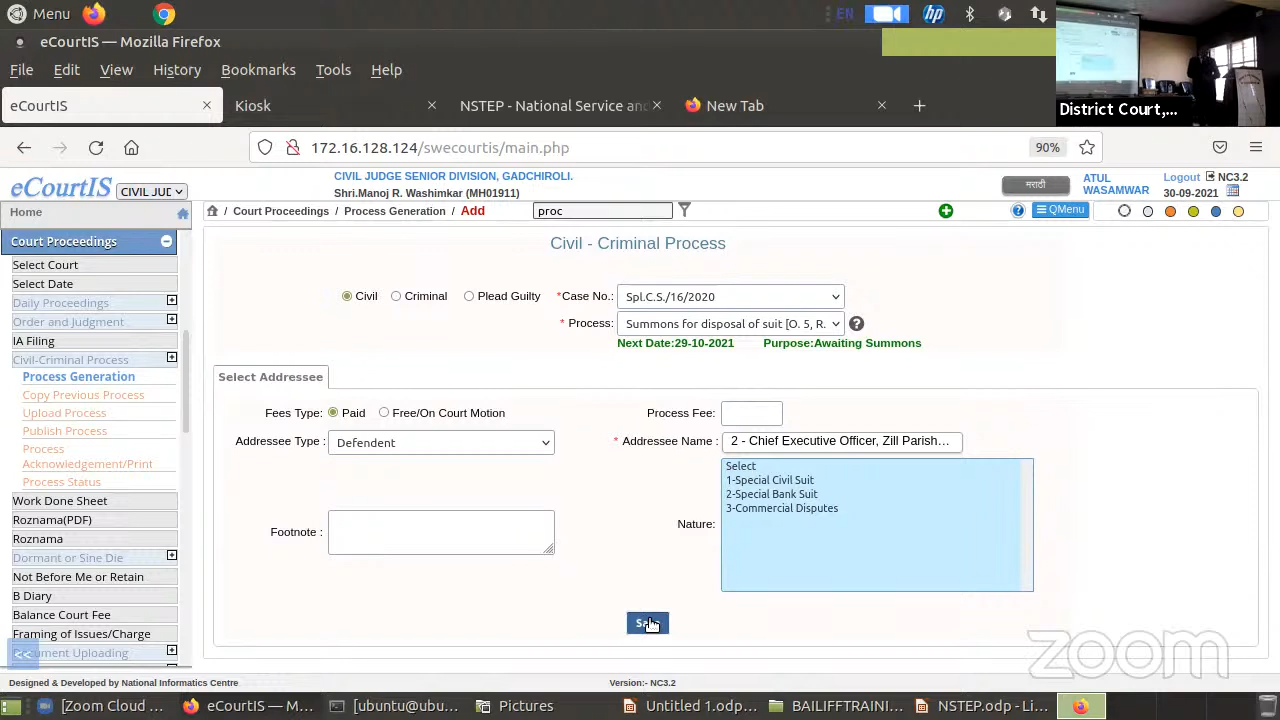 Menu
EN
hp
eCourtIS — Mozilla Firefox
File Edit View History Bookmarks Tools Help
eCourtIS
Kiosk
NSTEP - National Service and
New Tab
District Court,...
172.16.128.124/swecourtis/main.php
90%
eCourtIS
CIVIL JUD
CIVIL JUDGE SENIOR DIVISION, GADCHIROLI.
Shri.Manoj R. Washimkar (MH01911)
मराठी
ATUL WASAMWAR
Logout
NC3.2
30-09-2021
Home
Court Proceedings / Process Generation / Add
proc
QMenu
Court Proceedings
Select Court
Select Date
Daily Proceedings
Order and Judgment
IA Filing
Civil-Criminal Process
Process Generation
Copy Previous Process
Upload Process
Publish Process
Process
Acknowledgement/Print
Process Status
Work Done Sheet
Roznama(PDF)
Roznama
Dormant or Sine Die
Not Before Me or Retain
B Diary
Balance Court Fee
Framing of Issues/Charge
Document Uploading
<<
Civil - Criminal Process
Civil Criminal Plead Guilty *Case No.: Spl.C.S./16/2020
* Process: Summons for disposal of suit [O. 5, R.
Next Date:29-10-2021 Purpose:Awaiting Summons
Select Addressee
Fees Type: Paid Free/On Court Motion Process Fee:
Addressee Type : Defendent * Addressee Name : 2 - Chief Executive Officer, Zill Parish...
Select
1-Special Civil Suit
2-Special Bank Suit
3-Commercial Disputes
Footnote : Nature:
zoom
Designed & Developed by National Informatics Centre Version:- NC3.2
[Zoom Cloud ...
eCourtIS — M...
[ubuntu@ubu...
Pictures
Untitled 1.odp...
BAILIFFTRAINI...
NSTEP.odp - Li...